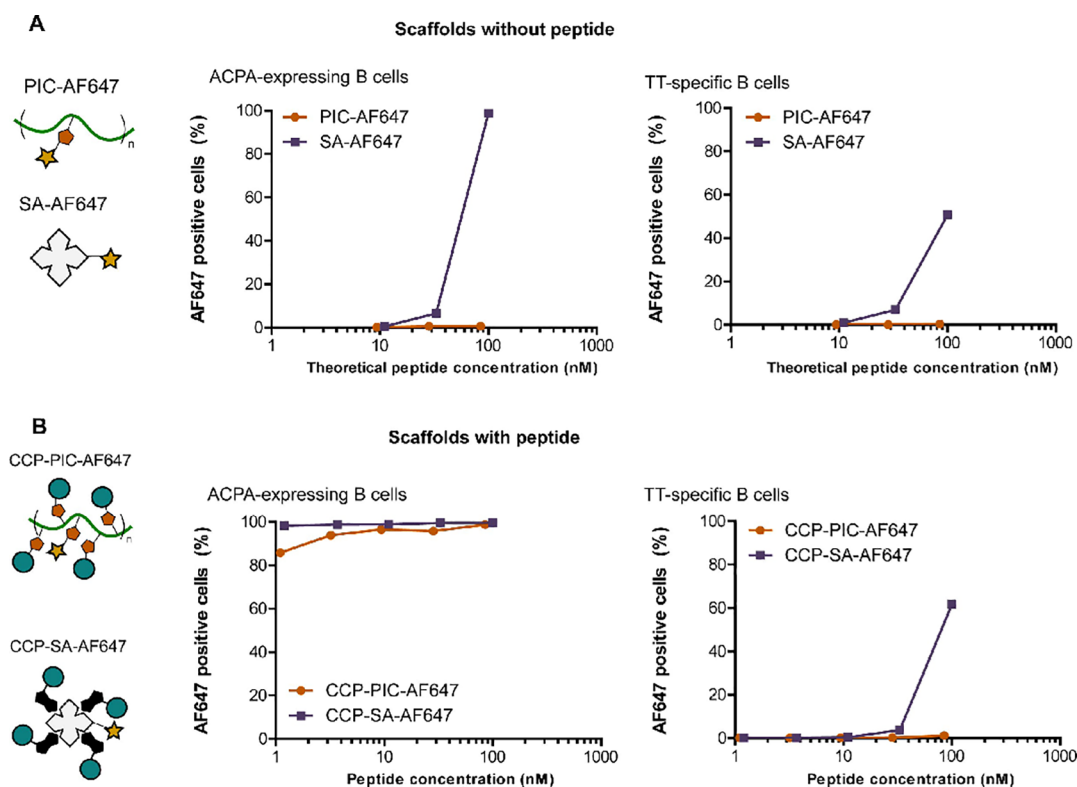 A
Scaffolds without peptide
PIC-AF647
n
SA-AF647
ACPA-expressing B cells
PIC-AF647
SA-AF647
AF647 positive cells (%)
100
80
60
40
20
0
1
10
100
1000
Theoretical peptide concentration (nM)
TT-specific B cells
PIC-AF647
SA-AF647
AF647 positive cells (%)
100
80
60
40
20
0
1
10
100
1000
Theoretical peptide concentration (nM)
B
Scaffolds with peptide
CCP-PIC-AF647
n
CCP-SA-AF647
ACPA-expressing B cells
AF647 positive cells (%)
100
80
60
40
20
0
CCP-PIC-AF647
CCP-SA-AF647
1
10
100
1000
Peptide concentration (nM)
TT-specific B cells
CCP-PIC-AF647
CCP-SA-AF647
AF647 positive cells (%)
100
80
60
40
20
0
1
10
100
1000
Peptide concentration (nM)